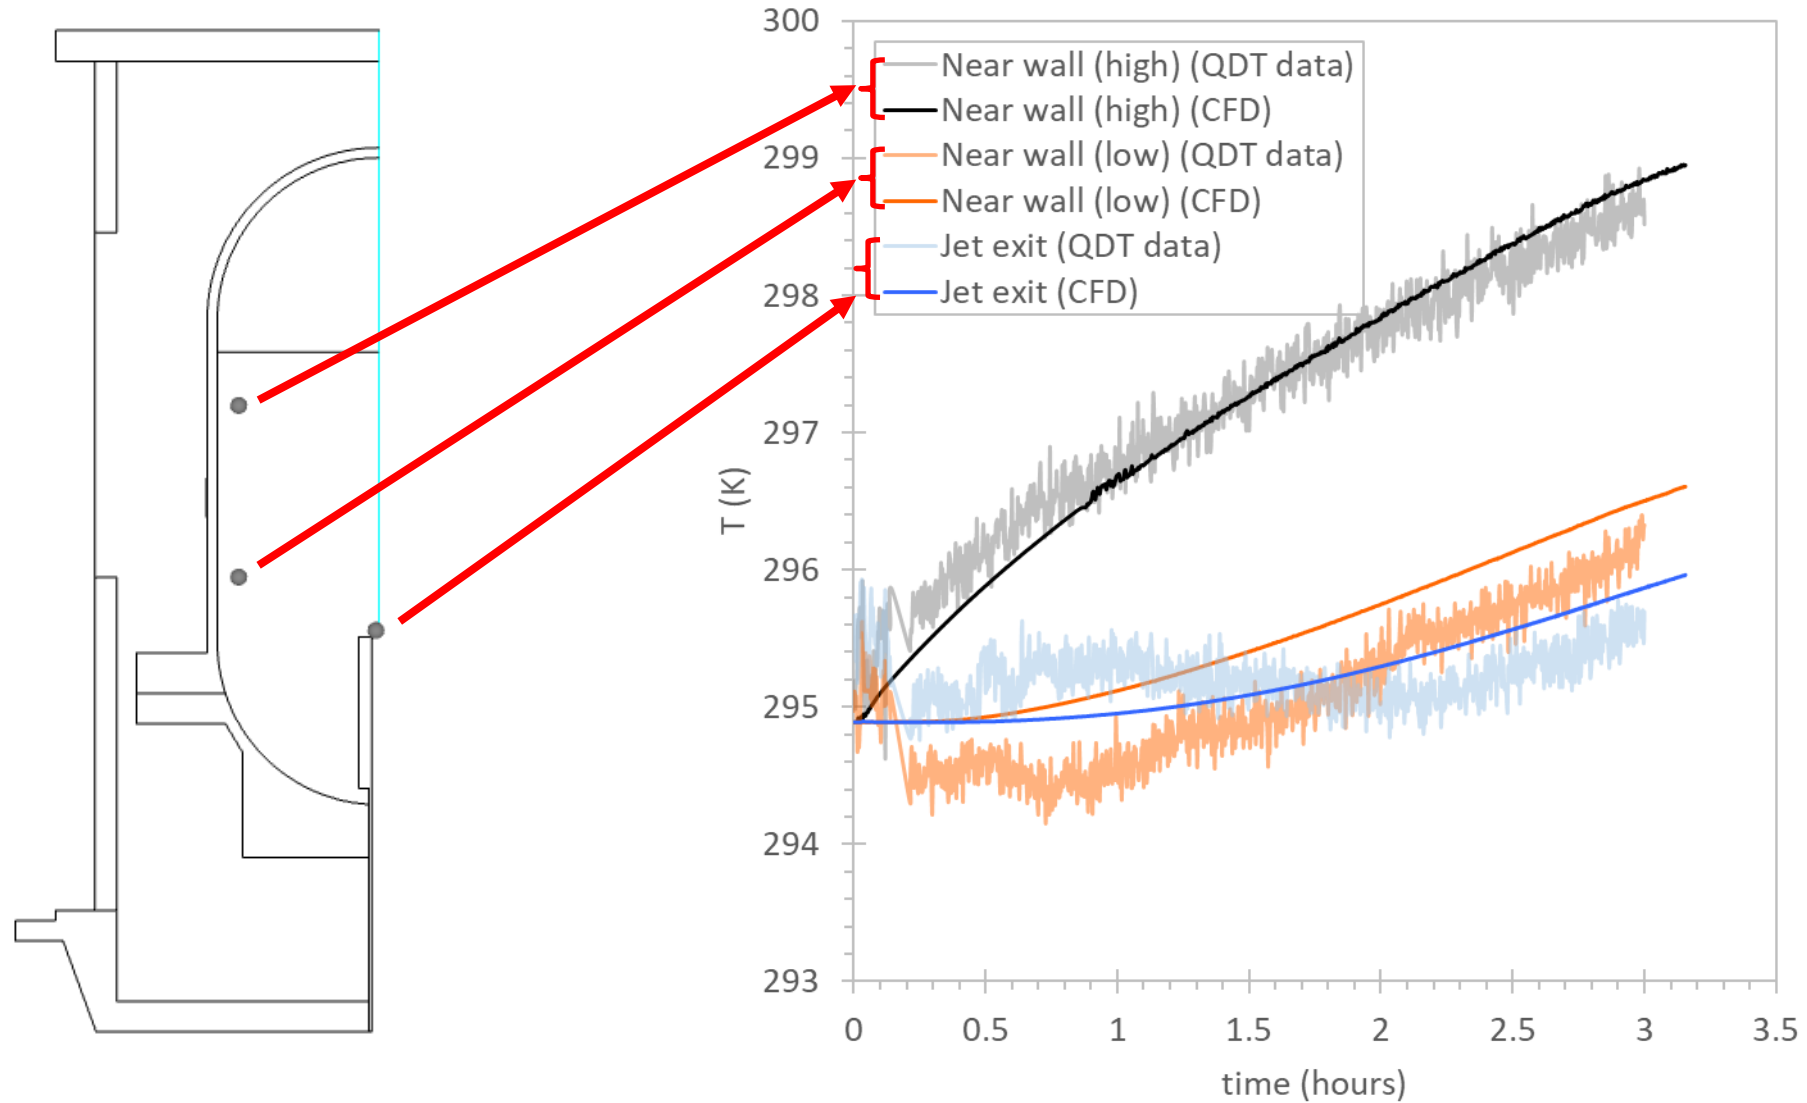 300
299
298
297
296
295
294
293
T (K)
Near wall (high) (QDT data)
Near wall (high) (CFD)
Near wall (low) (QDT data)
Near wall (low) (CFD)
Jet exit (QDT data)
Jet exit (CFD)
0 0.5 1 1.5 2 2.5 3 3.5
time (hours)